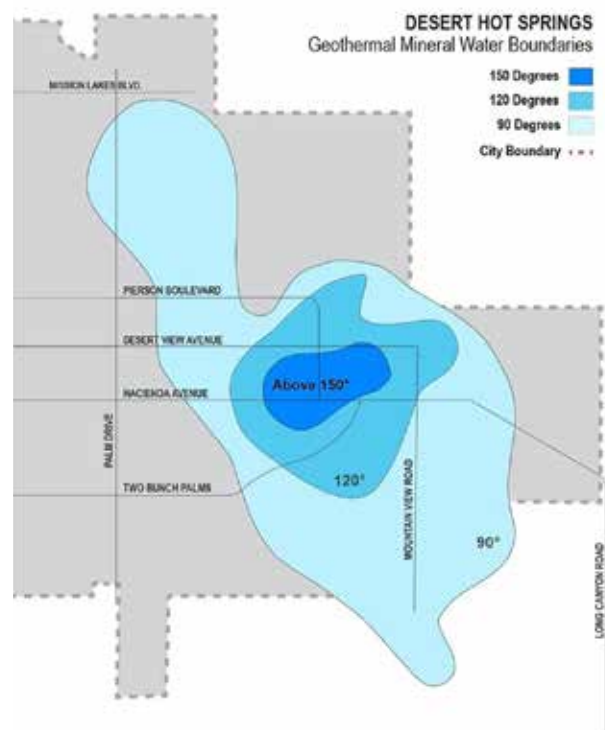 DESERT HOT SPRINGS
Geothermal Mineral Water Boundaries
150 Degrees
120 Degrees
90 Degrees
City Boundary
MISSION LAKES BLVD.
PIERSON BOULEVARD
DESERT VIEW AVENUE
Above 150°
HACIENDA AVENUE
PALM DRIVE
120°
TWO BUNCH PALMS
MOUNTAIN VIEW ROAD
90°
LONG CANYON ROAD